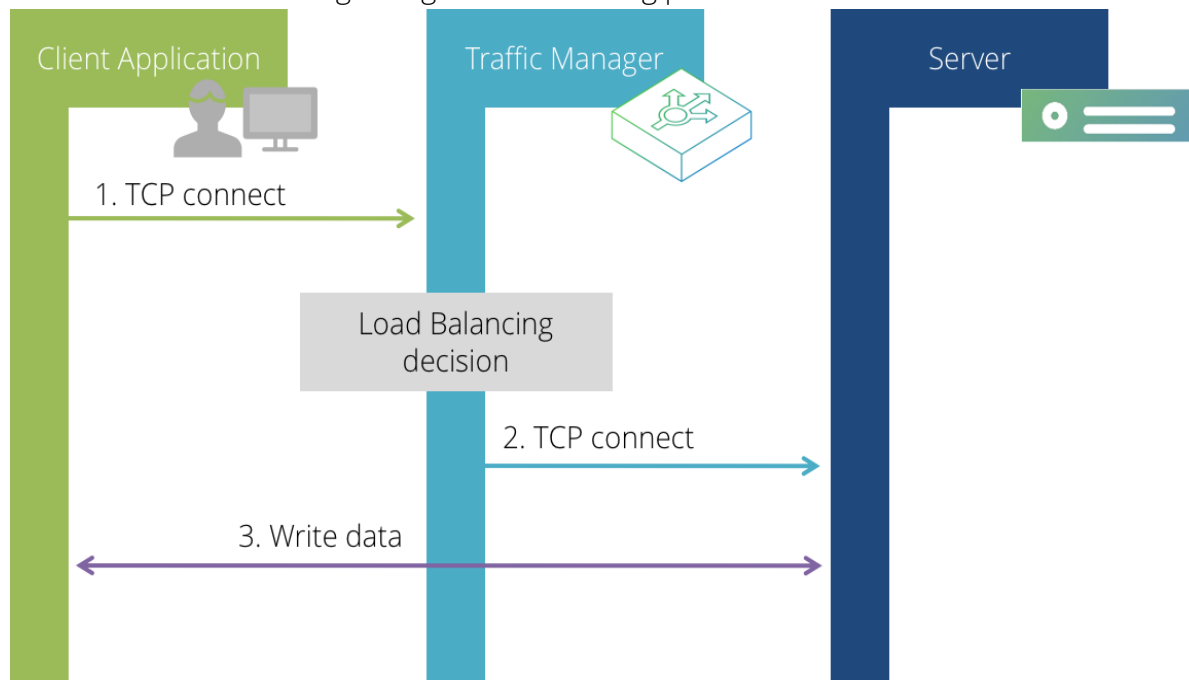 Client Application
Traffic Manager
Server
1. TCP connect
Load Balancing
decision
2. TCP connect
3. Write data